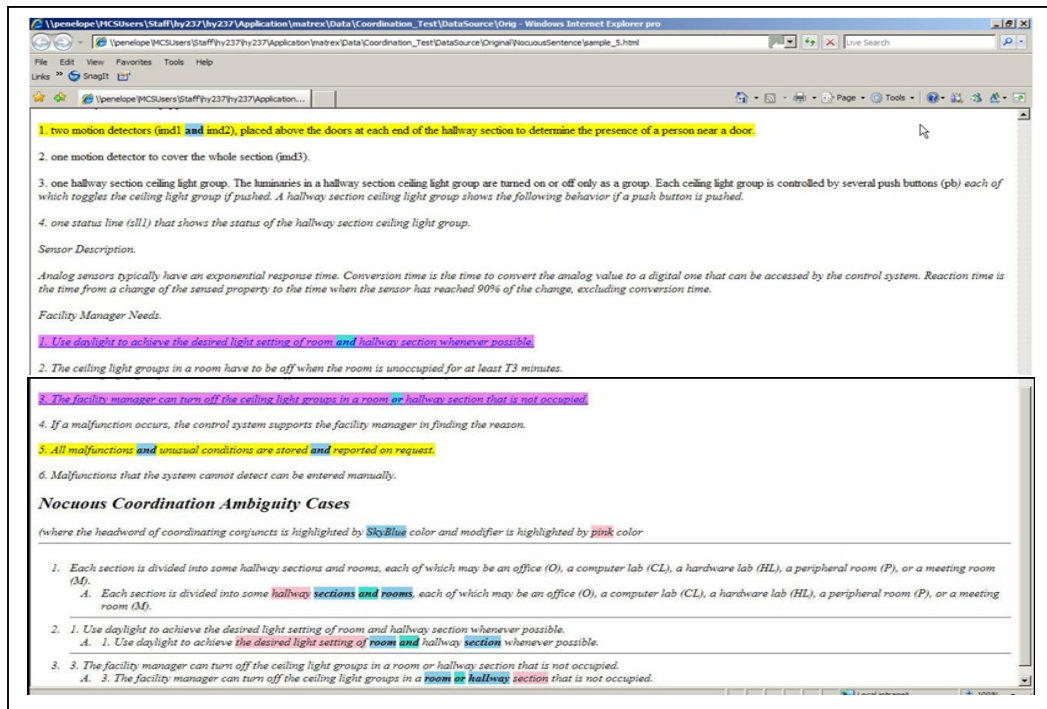 \\penelope\MCSUsers\Staff\hy237\hy237\Application\matrex\Data\Coordination_Test\DataSource\Orig - Windows Internet Explorer pro
\\penelope\MCSUsers\Staff\hy237\hy237\Application\matrex\Data\Coordination_Test\DataSource\Original\NocuousSentence\sample_5.html
Live Search
File Edit View Favorites Tools Help
Links » SnagIt
\\penelope\MCSUsers\Staff\hy237\hy237\Application... Page Tools
1. two motion detectors (imd1 and imd2), placed above the doors at each end of the hallway section to determine the presence of a person near a door.
2. one motion detector to cover the whole section (imd3).
3. one hallway section ceiling light group. The luminaries in a hallway section ceiling light group are turned on or off only as a group. Each ceiling light group is controlled by several push buttons (pb) each of
which toggles the ceiling light group if pushed. A hallway section ceiling light group shows the following behavior if a push button is pushed.
4. one status line (sll1) that shows the status of the hallway section ceiling light group.
Sensor Description.
Analog sensors typically have an exponential response time. Conversion time is the time to convert the analog value to a digital one that can be accessed by the control system. Reaction time is
the time from a change of the sensed property to the time when the sensor has reached 90% of the change, excluding conversion time.
Facility Manager Needs.
1. Use daylight to achieve the desired light setting of room and hallway section whenever possible.
2. The ceiling light groups in a room have to be off when the room is unoccupied for at least T3 minutes.
3. The facility manager can turn off the ceiling light groups in a room or hallway section that is not occupied.
4. If a malfunction occurs, the control system supports the facility manager in finding the reason.
5. All malfunctions and unusual conditions are stored and reported on request.
6. Malfunctions that the system cannot detect can be entered manually.
Nocuous Coordination Ambiguity Cases
(where the headword of coordinating conjuncts is highlighted by SkyBlue color and modifier is highlighted by pink color
1. Each section is divided into some hallway sections and rooms, each of which may be an office (O), a computer lab (CL), a hardware lab (HL), a peripheral room (P), or a meeting room
(M).
A. Each section is divided into some hallway sections and rooms, each of which may be an office (O), a computer lab (CL), a hardware lab (HL), a peripheral room (P), or a meeting
room (M).
2. 1. Use daylight to achieve the desired light setting of room and hallway section whenever possible.
A. 1. Use daylight to achieve the desired light setting of room and hallway section whenever possible.
3. 3. The facility manager can turn off the ceiling light groups in a room or hallway section that is not occupied.
A. 3. The facility manager can turn off the ceiling light groups in a room or hallway section that is not occupied.
Local intranet 100%